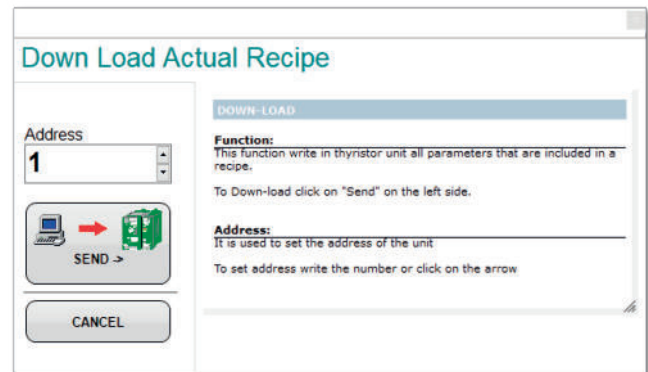 Down Load Actual Recipe
Address
1
SEND ->
CANCEL
DOWN-LOAD
Function:
This function write in thyristor unit all parameters that are included in a
recipe.
To Down-load click on "Send" on the left side.
Address:
It is used to set the address of the unit
To set address write the number or click on the arrow